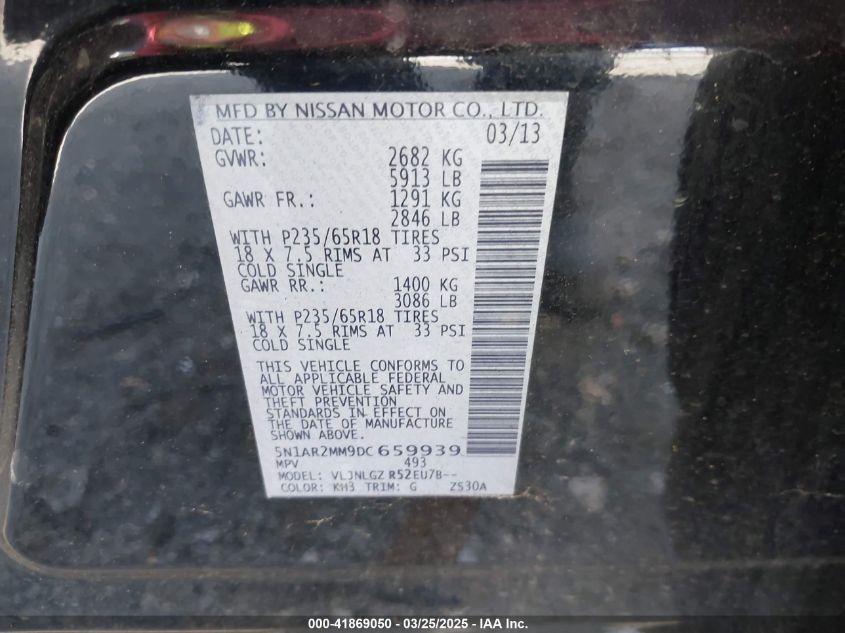 MFD BY NISSAN MOTOR CO., LTD.
DATE: 03/13
GVWR: 2682 KG
5913 LB
GAWR FR.: 1291 KG
2846 LB
WITH P235/65R18 TIRES
18 X 7.5 RIMS AT 33 PSI
COLD SINGLE
GAWR RR.: 1400 KG
3086 LB
WITH P235/65R18 TIRES
18 X 7.5 RIMS AT 33 PSI
COLD SINGLE
THIS VEHICLE CONFORMS TO
ALL APPLICABLE FEDERAL
MOTOR VEHICLE SAFETY AND
THEFT PREVENTION
STANDARDS IN EFFECT ON
THE DATE OF MANUFACTURE
SHOWN ABOVE.
5N1AR2MM9DC659939
MPV 493
MODEL: VLJNLGZ R52EU7B--
COLOR: KH3 TRIM: G ZS30A
000-41869050 / 03/25/2025 - IAA Inc.